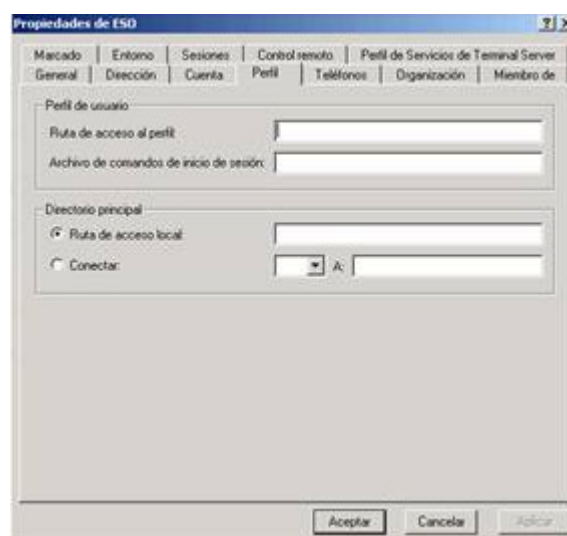 Propiedades de ESO
Marcado Entorno Sesiones Control remoto Perfil de Servicios de Terminal Server
General Dirección Cuenta Perfil Teléfonos Organización Miembro de
Perfil de usuario
Ruta de acceso al perfil:
Archivo de comandos de inicio de sesión:
Directorio principal
Ruta de acceso local:
Conectar: A:
Aceptar Cancelar Aplicar